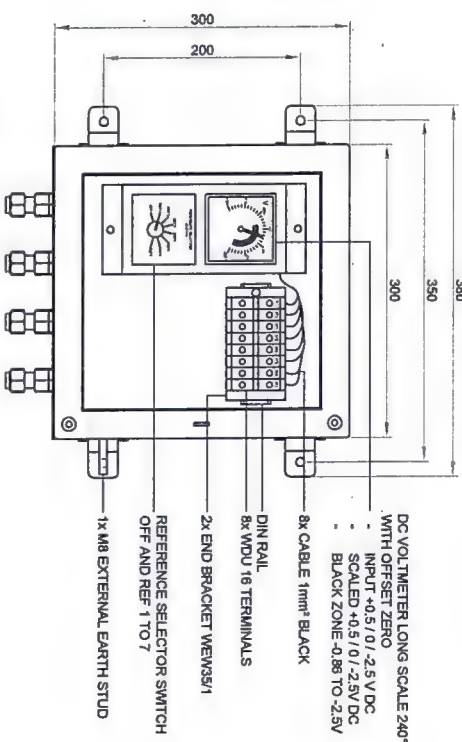 300
200
300
350
380
DC VOLTMETER LONG SCALE 240°
WITH OFFSET ZERO
- INPUT +0,5 / 0 / -2,5 V DC
- SCALED +0,5 / 0 / -2,5V DC
- BLACK ZONE -0,86 TO -2,5V
8x CABLE 1mm² BLACK
DIN RAIL
8x WDU 16 TERMINALS
2x END BRACKET WEW35/1
REFERENCE SELECTOR SWITCH
OFF AND REF 1 TO 7
1x M8 EXTERNAL EARTH STUD